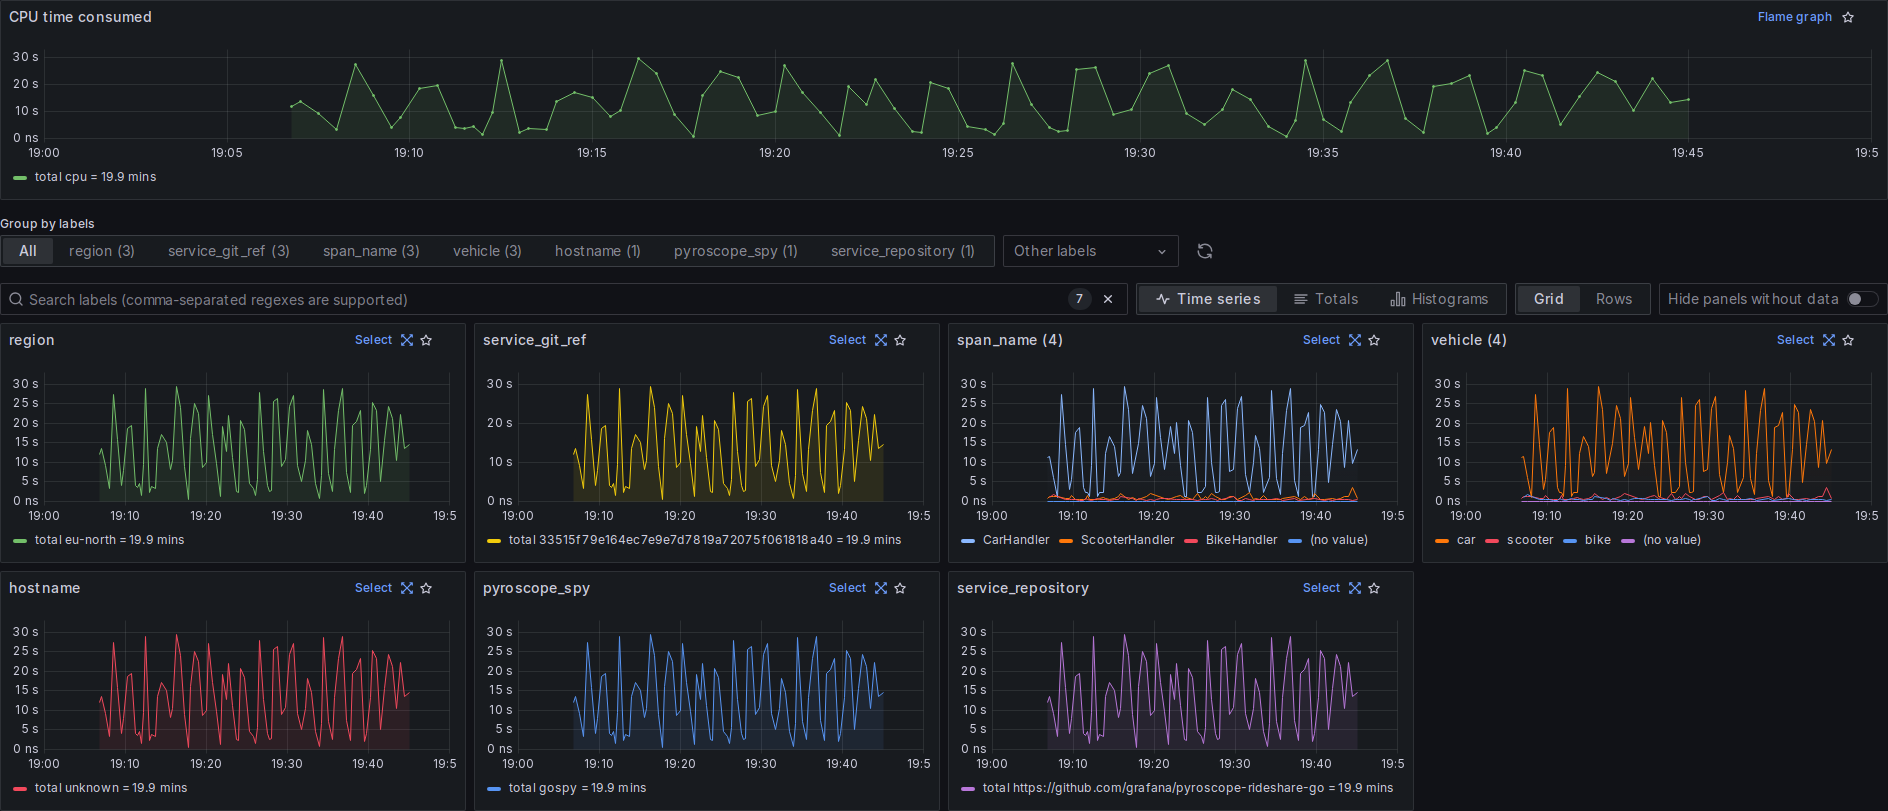 CPU time consumed
Flame graph
30 s
20 s
10 s
0 ns
19:00 19:05 19:10 19:15 19:20 19:25 19:30 19:35 19:40 19:45 19:5
total cpu = 19.9 mins
Group by labels
All region (3) service_git_ref (3) span_name (3) vehicle (3) hostname (1) pyroscope_spy (1) service_repository (1) Other labels
Search labels (comma-separated regexes are supported) 7 Time series Totals Histograms Grid Rows Hide panels without data
region Select
30 s
25 s
20 s
15 s
10 s
5 s
0 ns
19:00 19:10 19:20 19:30 19:40 19:5
total eu-north = 19.9 mins
service_git_ref Select
30 s
20 s
10 s
0 ns
19:00 19:10 19:20 19:30 19:40 19:5
total 33515f79e164ec7e9e7d7819a72075f061818a40 = 19.9 mins
span_name (4) Select
30 s
25 s
20 s
15 s
10 s
5 s
0 ns
19:00 19:10 19:20 19:30 19:40 19:5
CarHandler ScooterHandler BikeHandler (no value)
vehicle (4) Select
30 s
25 s
20 s
15 s
10 s
5 s
0 ns
19:00 19:10 19:20 19:30 19:40 19:5
car scooter bike (no value)
hostname Select
30 s
25 s
20 s
15 s
10 s
5 s
0 ns
19:00 19:10 19:20 19:30 19:40 19:5
total unknown = 19.9 mins
pyroscope_spy Select
30 s
25 s
20 s
15 s
10 s
5 s
0 ns
19:00 19:10 19:20 19:30 19:40 19:5
total gospy = 19.9 mins
service_repository Select
30 s
25 s
20 s
15 s
10 s
5 s
0 ns
19:00 19:10 19:20 19:30 19:40 19:5
total https://github.com/grafana/pyroscope-rideshare-go = 19.9 mins